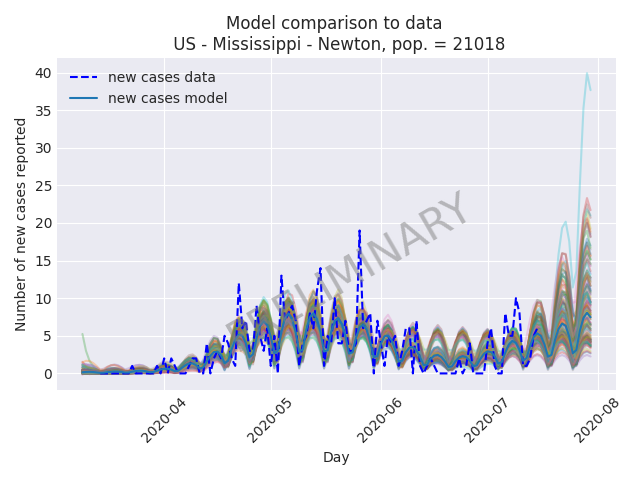 Model comparison to data
US - Mississippi - Newton, pop. = 21018
new cases data
new cases model
Number of new cases reported
40
35
30
25
20
15
10
5
0
PRELIMINARY
2020-04
2020-05
2020-06
2020-07
2020-08
Day